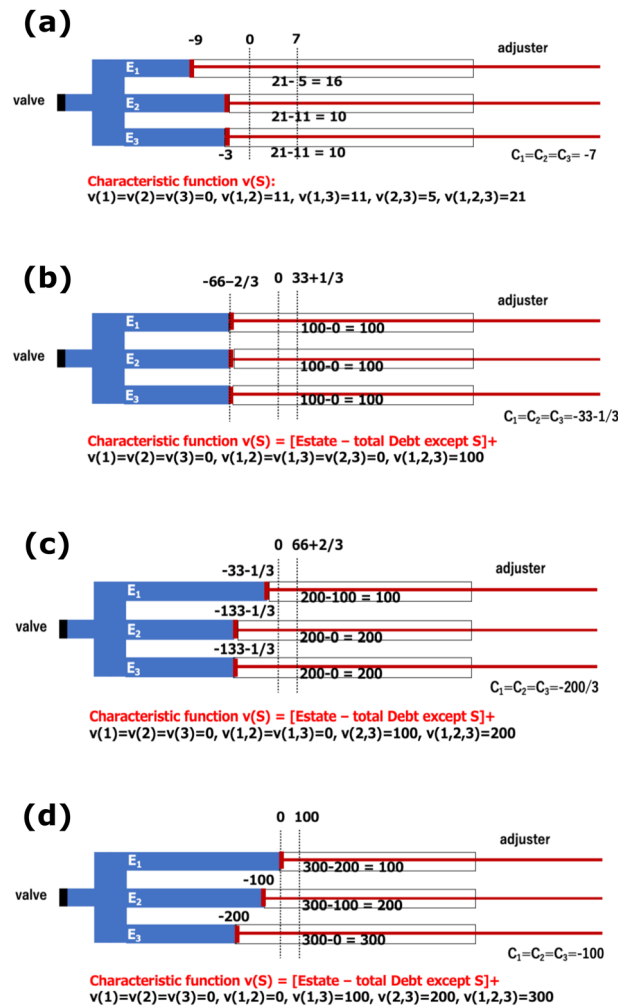 (a)
-9 0 7
adjuster
E₁
21- 5 = 16
valve
E₂
21-11 = 10
E₃
-3
21-11 = 10
C₁=C₂=C₃= -7
Characteristic function v(S):
v(1)=v(2)=v(3)=0, v(1,2)=11, v(1,3)=11, v(2,3)=5, v(1,2,3)=21
(b)
-66-2/3 0 33+1/3
adjuster
E₁
100-0 = 100
valve
E₂
100-0 = 100
E₃
100-0 = 100
C₁=C₂=C₃=-33-1/3
Characteristic function v(S) = [Estate – total Debt except S]+
v(1)=v(2)=v(3)=0, v(1,2)=v(1,3)=v(2,3)=0, v(1,2,3)=100
(c)
0 66+2/3
-33-1/3
adjuster
E₁
200-100 = 100
-133-1/3
valve
E₂
200-0 = 200
-133-1/3
E₃
200-0 = 200
C₁=C₂=C₃=-200/3
Characteristic function v(S) = [Estate – total Debt except S]+
v(1)=v(2)=v(3)=0, v(1,2)=v(1,3)=0, v(2,3)=100, v(1,2,3)=200
(d)
0 100
adjuster
E₁
300-200 = 100
-100
valve
E₂
300-100 = 200
-200
E₃
300-0 = 300
C₁=C₂=C₃=-100
Characteristic function v(S) = [Estate – total Debt except S]+
v(1)=v(2)=v(3)=0, v(1,2)=0, v(1,3)=100, v(2,3)=200, v(1,2,3)=300